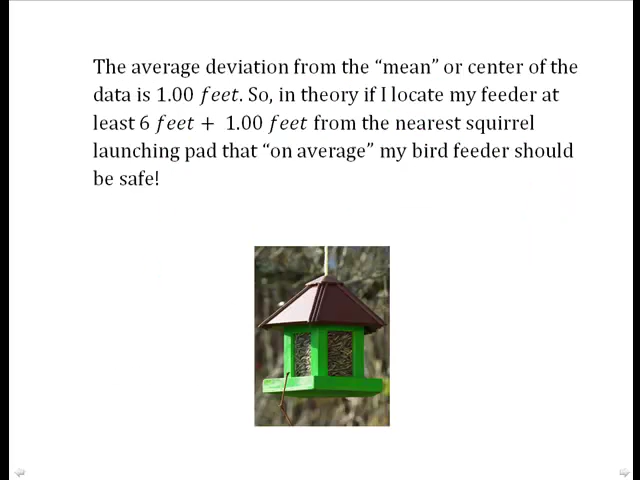 The average deviation from the “mean” or center of the
data is 1.00 feet. So, in theory if I locate my feeder at
least 6 feet + 1.00 feet from the nearest squirrel
launching pad that “on average” my bird feeder should
be safe!